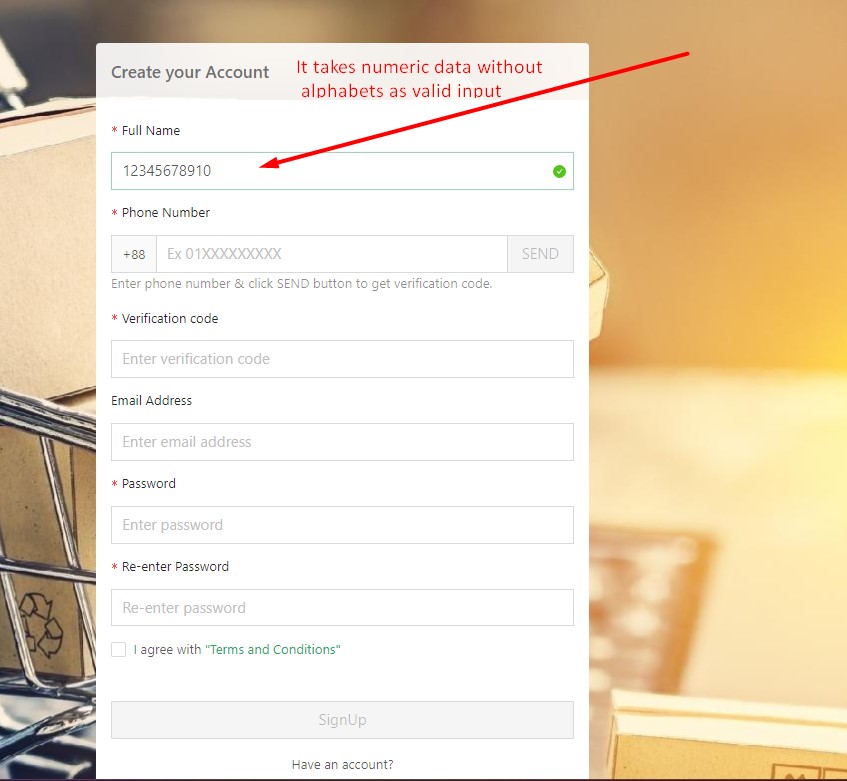 Create your Account
It takes numeric data without
alphabets as valid input
* Full Name
12345678910
* Phone Number
+88 Ex 01XXXXXXXXX SEND
Enter phone number & click SEND button to get verification code.
* Verification code
Enter verification code
Email Address
Enter email address
* Password
Enter password
* Re-enter Password
Re-enter password
I agree with "Terms and Conditions"
SignUp
Have an account?